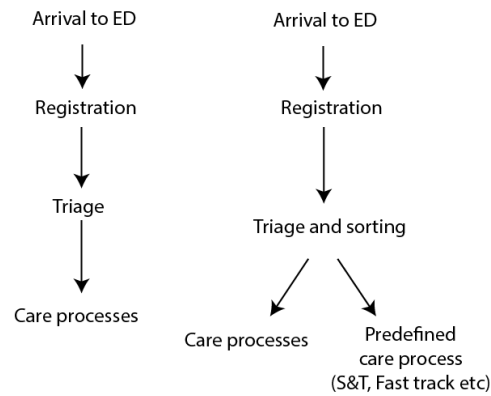 Arrival to ED
Registration
Triage
Care processes
Arrival to ED
Registration
Triage and sorting
Care processes
Predefined
care process
(S&T, Fast track etc)